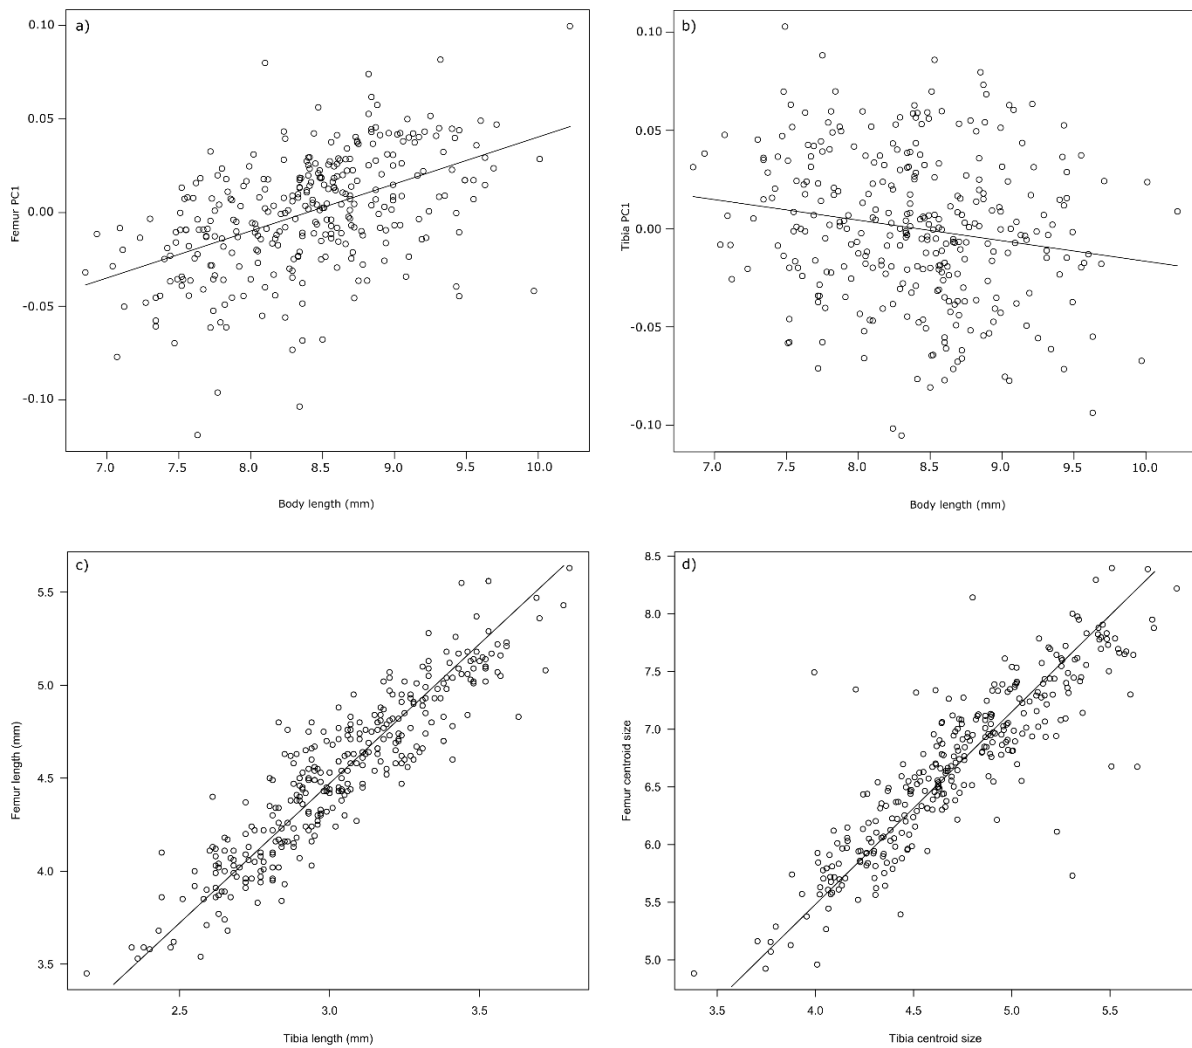 a)
0.10
0.05
0.00
-0.05
-0.10
Femur PC1
7.0 7.5 8.0 8.5 9.0 9.5 10.0
Body length (mm)
b)
0.10
0.05
0.00
-0.05
-0.10
Tibia PC1
7.0 7.5 8.0 8.5 9.0 9.5 10.0
Body length (mm)
c)
5.5
5.0
4.5
4.0
3.5
Femur length (mm)
2.5 3.0 3.5
Tibia length (mm)
d)
8.5
8.0
7.5
7.0
6.5
6.0
5.5
5.0
Femur centroid size
3.5 4.0 4.5 5.0 5.5
Tibia centroid size